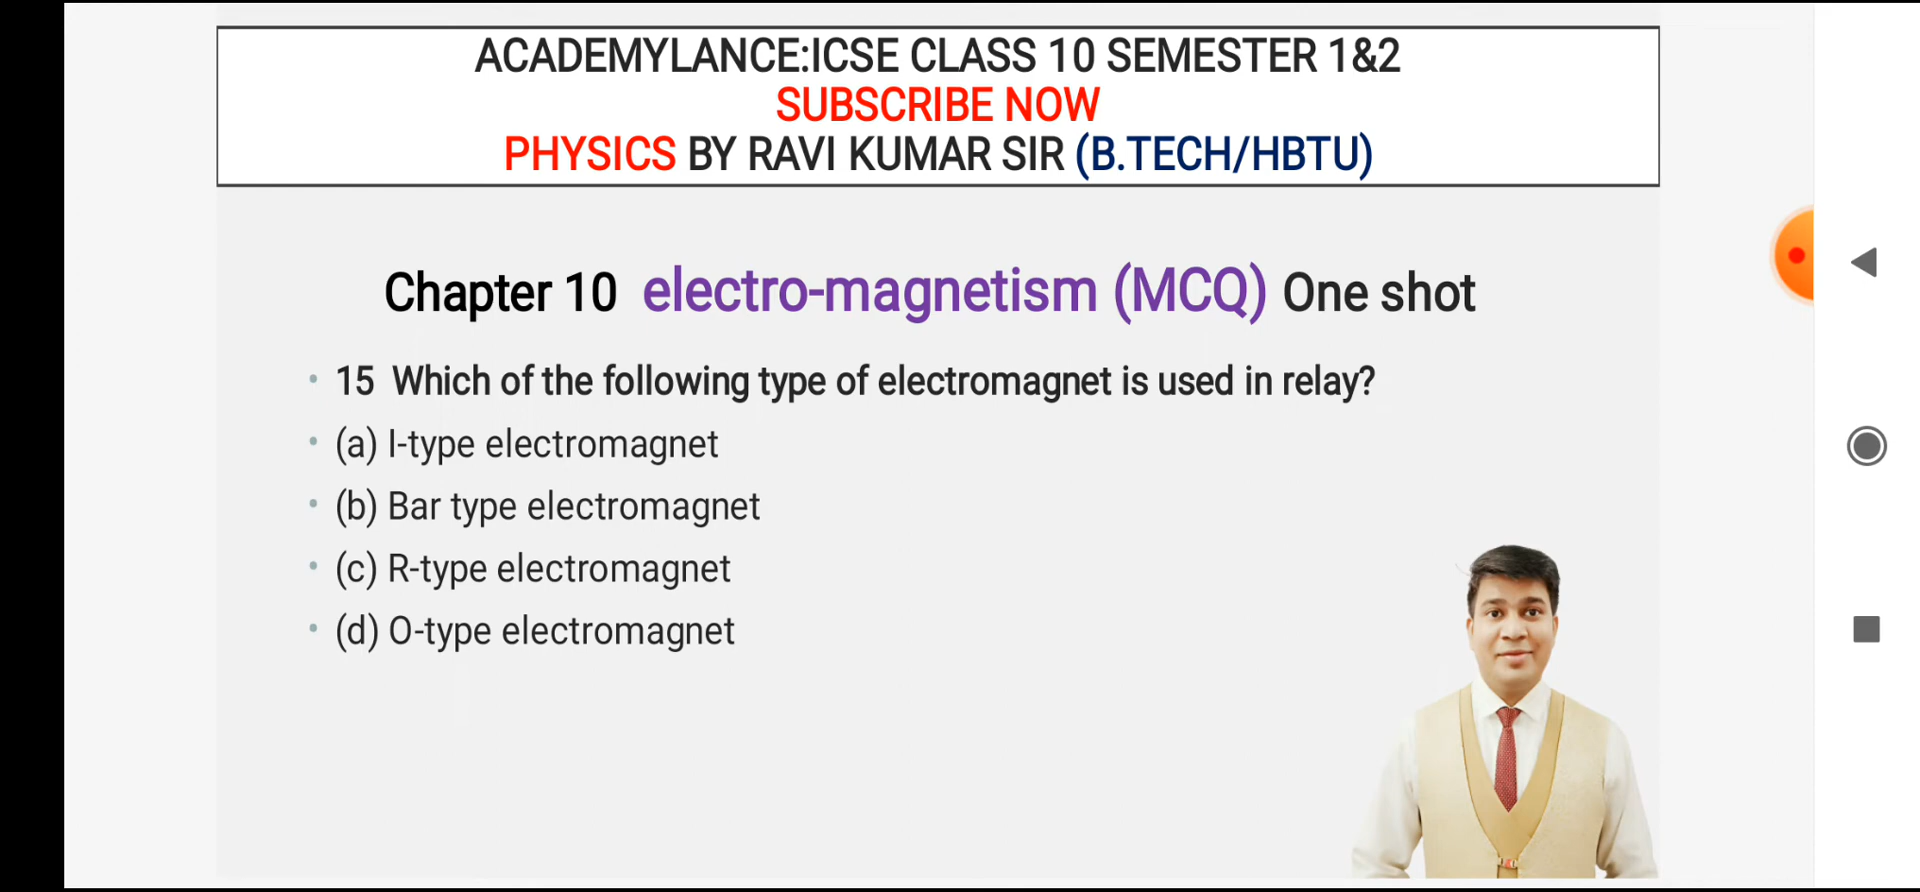 ACADEMYLANCE:ICSE CLASS 10 SEMESTER 1&2
SUBSCRIBE NOW
PHYSICS BY RAVI KUMAR SIR (B.TECH/HBTU)
Chapter 10 electro-magnetism (MCQ) One shot
• 15 Which of the following type of electromagnet is used in relay?
• (a) I-type electromagnet
• (b) Bar type electromagnet
• (c) R-type electromagnet
• (d) O-type electromagnet